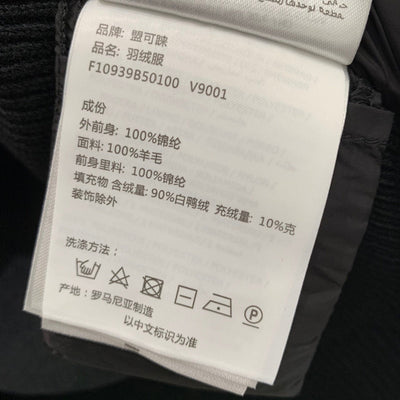 品牌: 盟可睐
品名: 羽绒服
F10939B50100 V9001
成份
外前身: 100%锦纶
面料: 100%羊毛
前身里料: 100%锦纶
填充物 含绒量: 90%白鸭绒 充绒量: 10%克
装饰除外
洗涤方法:
P
产地: 罗马尼亚制造
以中文标识为准